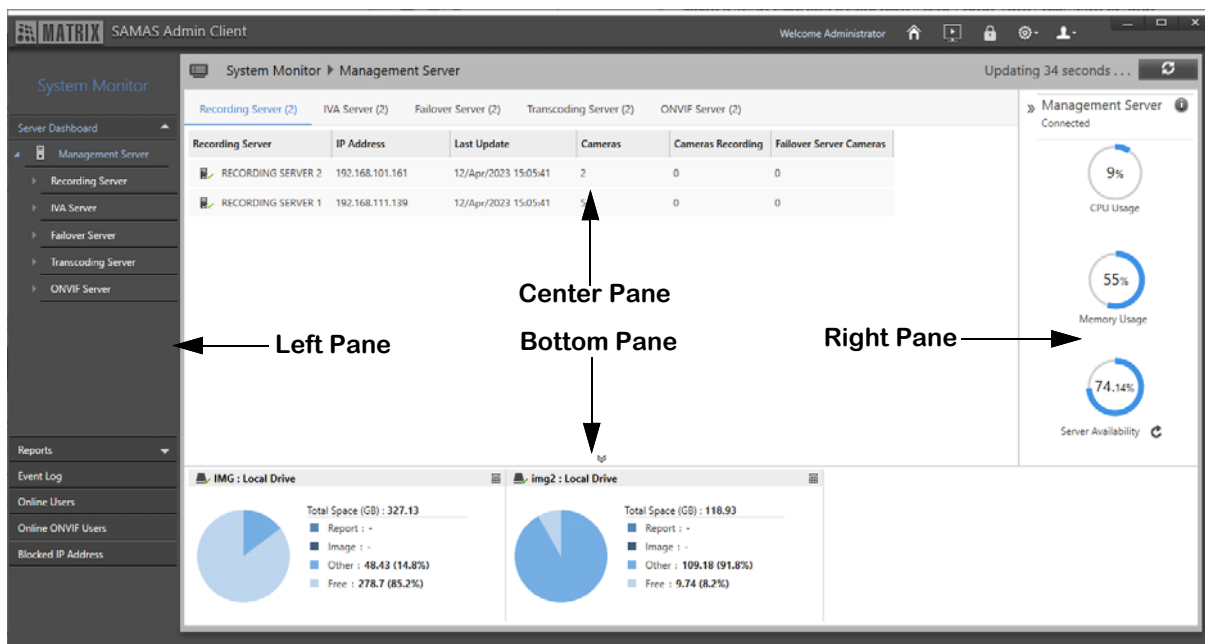 MATRIX SAMAS Admin Client
Welcome Administrator
System Monitor
Server Dashboard
Management Server
Recording Server
IVA Server
Failover Server
Transcoding Server
ONVIF Server
Reports
Event Log
Online Users
Online ONVIF Users
Blocked IP Address
System Monitor Management Server
Updating 34 seconds . . .
Recording Server (2) IVA Server (2) Failover Server (2) Transcoding Server (2) ONVIF Server (2)
Recording Server IP Address Last Update Cameras Cameras Recording Failover Server Cameras
RECORDING SERVER 2 192.168.101.161 12/Apr/2023 15:05:41 2 0 0
RECORDING SERVER 1 192.168.111.139 12/Apr/2023 15:05:41 0 0
Center Pane
Left Pane
Bottom Pane
Right Pane
Management Server
Connected
9%
CPU Usage
55%
Memory Usage
74.14%
Server Availability
IMG : Local Drive
Total Space (GB) : 327.13
Report : -
Image : -
Other : 48.43 (14.8%)
Free : 278.7 (85.2%)
img2 : Local Drive
Total Space (GB) : 118.93
Report : -
Image : -
Other : 109.18 (91.8%)
Free : 9.74 (8.2%)